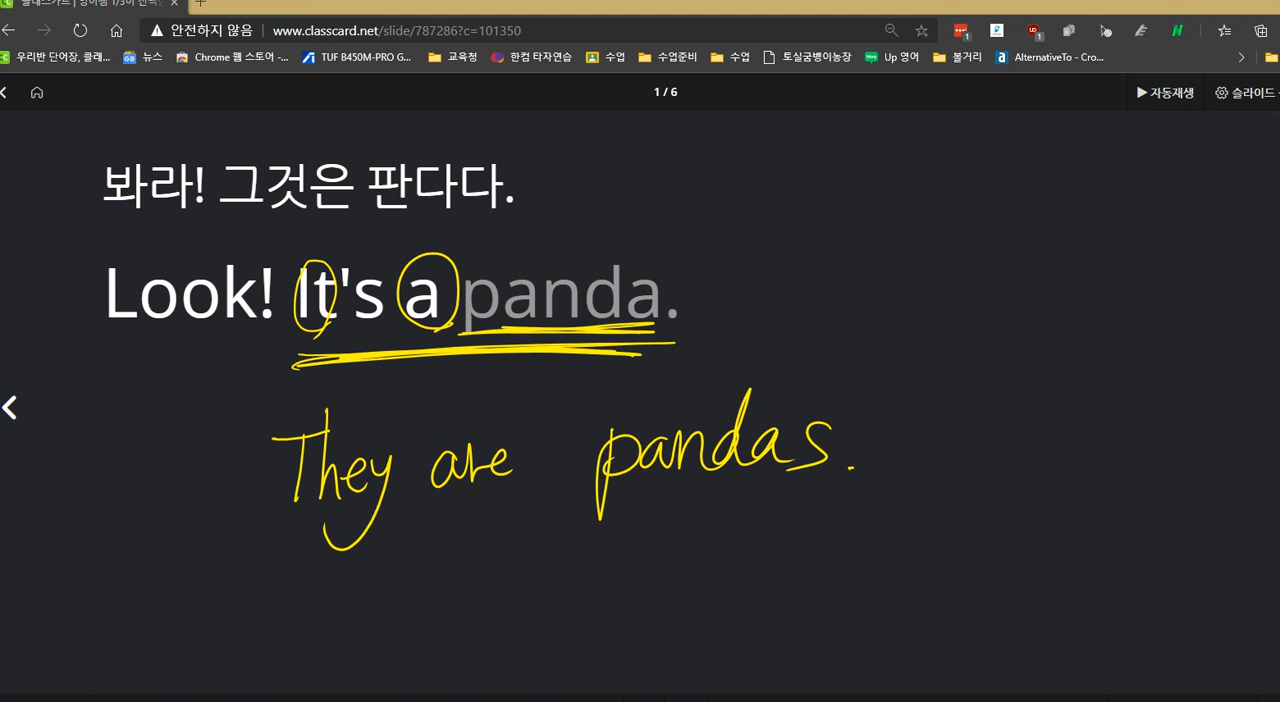 안전하지 않음 www.classcard.net/slide/787286?c=101350
우리반 단어장, 클래... 뉴스 Chrome 웹 스토어 -... TUF B450M-PRO G... 교육청 한컴 타자연습 수업 수업준비 수업 토실굼벵이농장 Up 영어 볼거리 AlternativeTo - Cro...
1 / 6 자동재생 슬라이드
봐라! 그것은 판다다.
Look! It's a panda.
They are pandas.